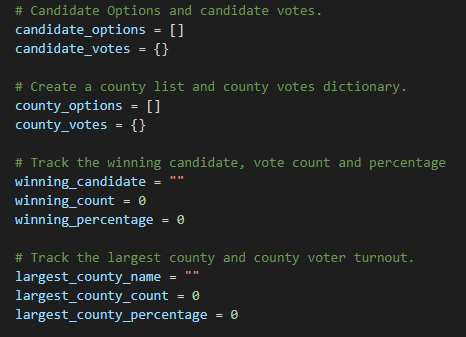 # Candidate Options and candidate votes.
candidate_options = []
candidate_votes = {}
# Create a county list and county votes dictionary.
county_options = []
county_votes = {}
# Track the winning candidate, vote count and percentage
winning_candidate = ""
winning_count = 0
winning_percentage = 0
# Track the largest county and county voter turnout.
largest_county_name = ""
largest_county_count = 0
largest_county_percentage = 0